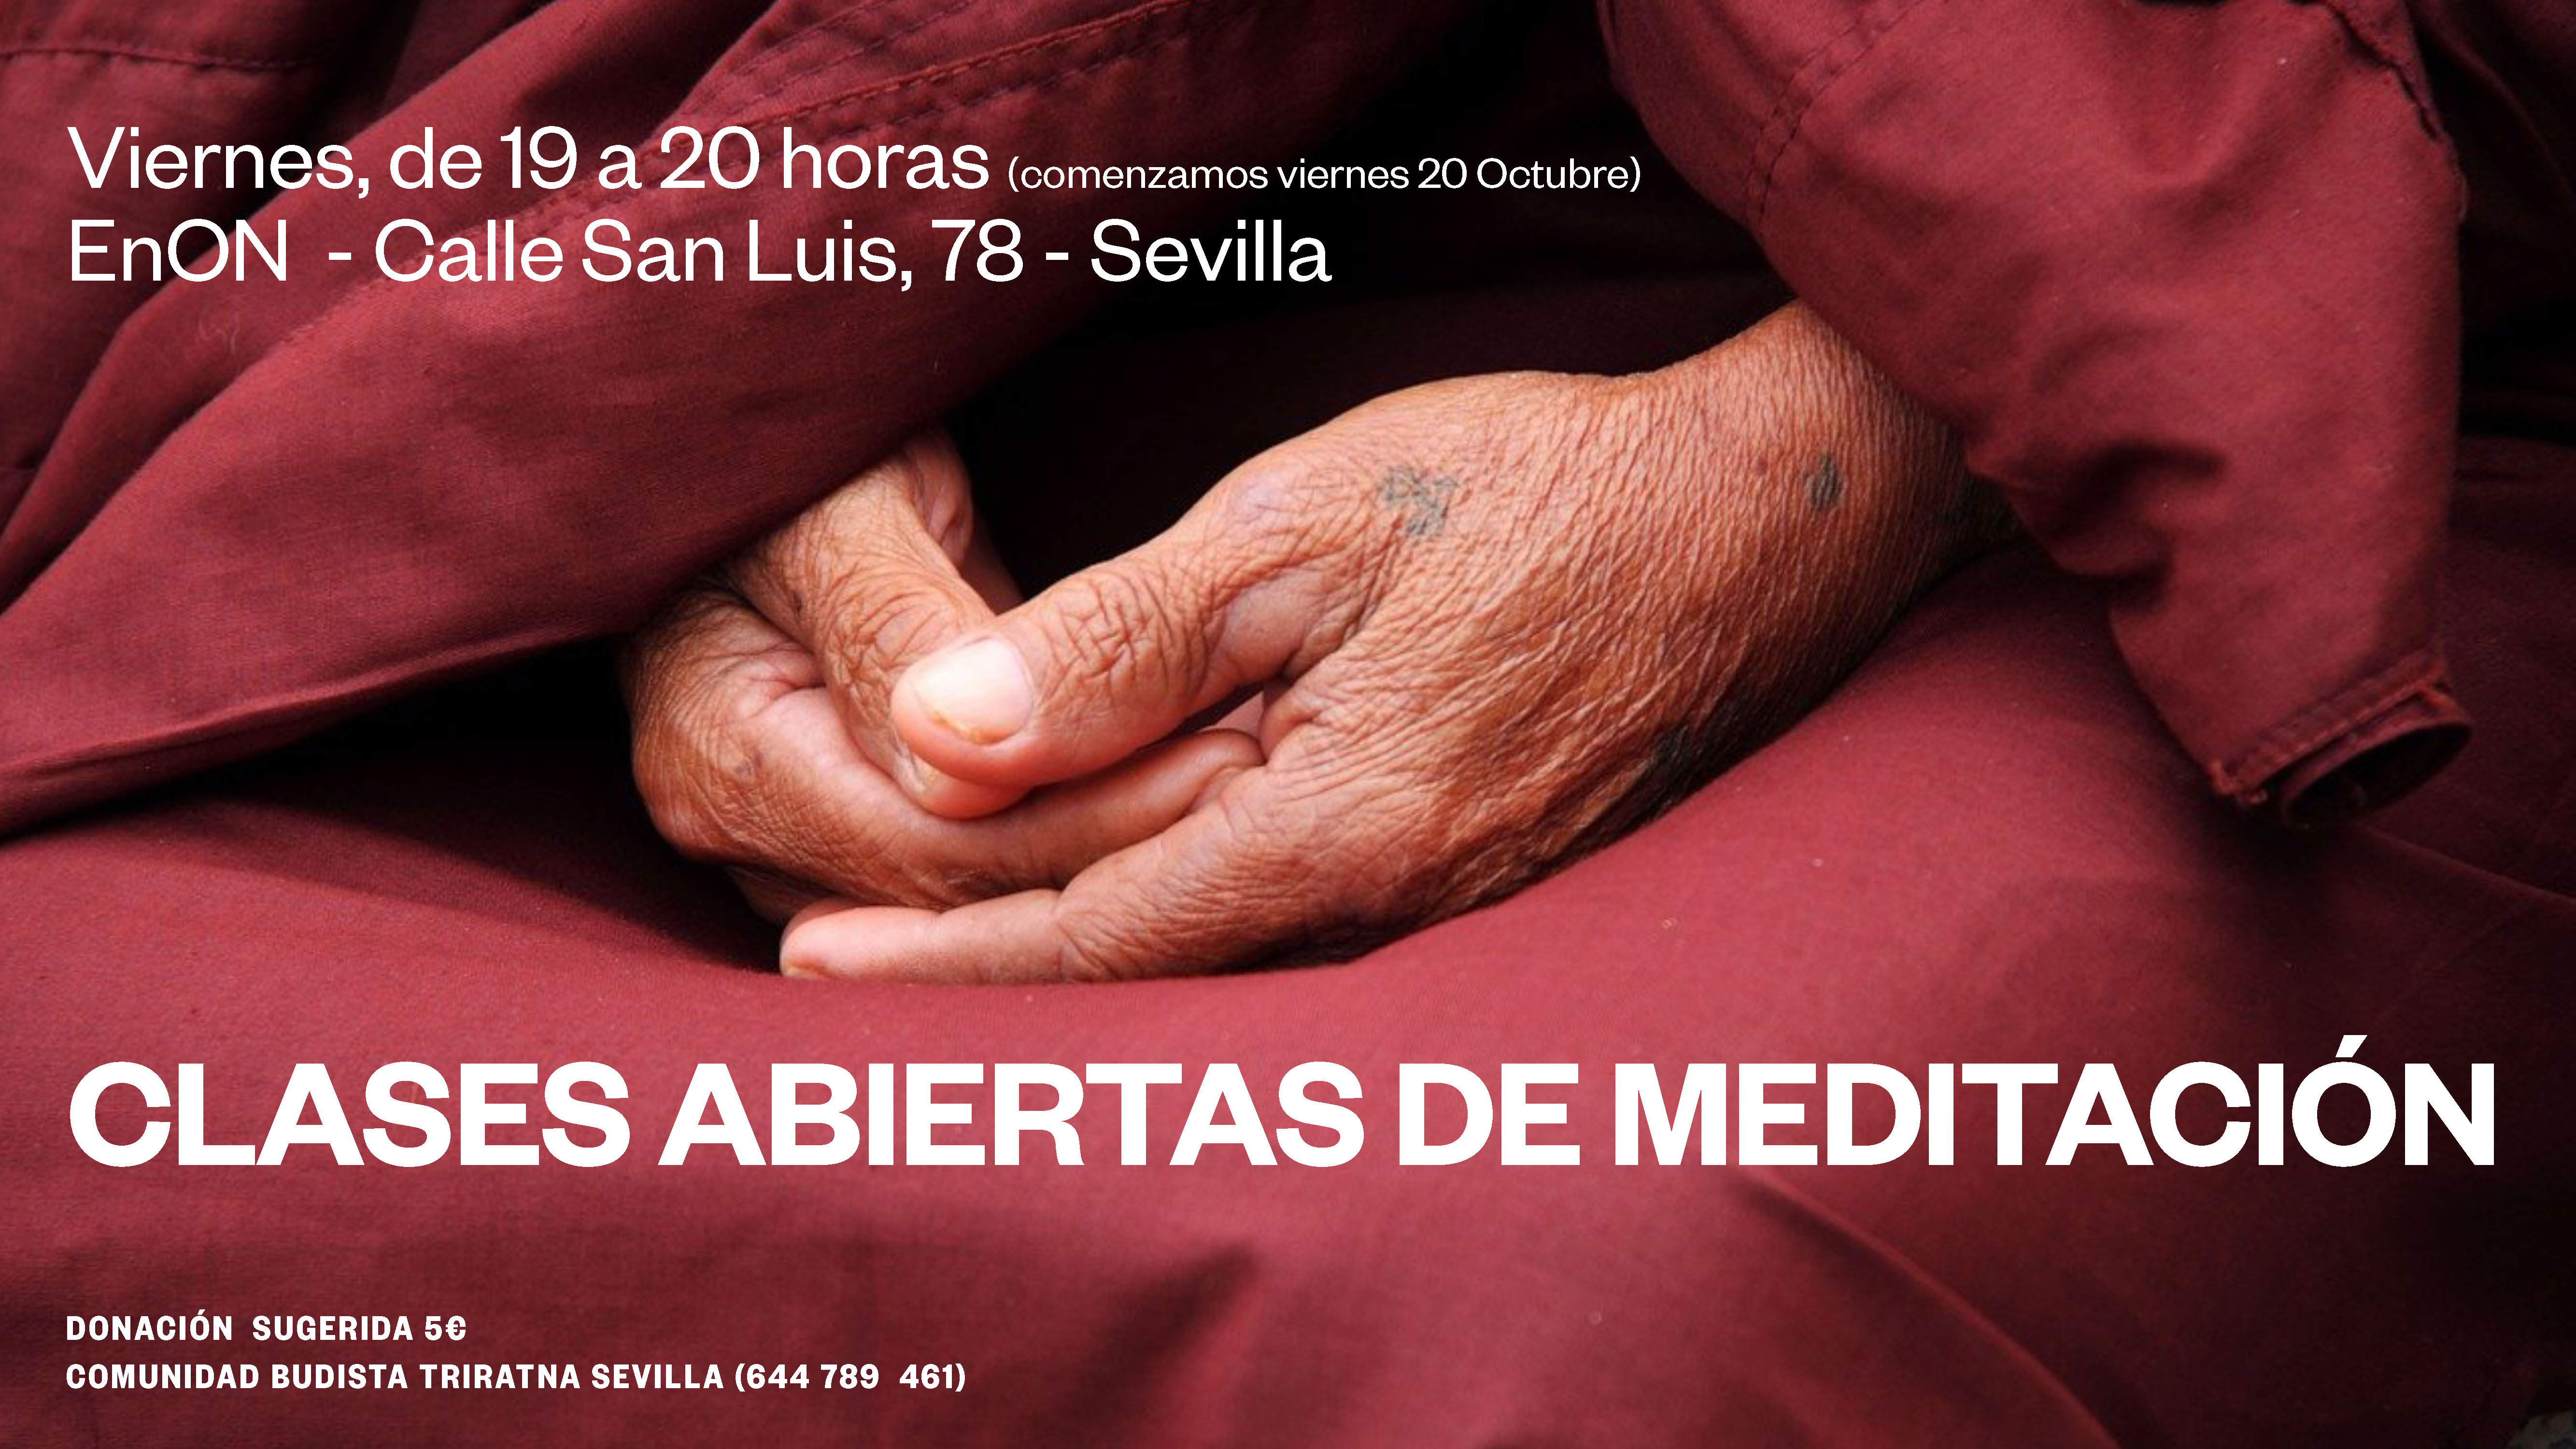 Viernes, de 19 a 20 horas (comenzamos viernes 20 Octubre)
EnON - Calle San Luis, 78 - Sevilla
CLASES ABIERTAS DE MEDITACIÓN
DONACIÓN SUGERIDA 5€
COMUNIDAD BUDISTA TRIRATNA SEVILLA (644 789 461)